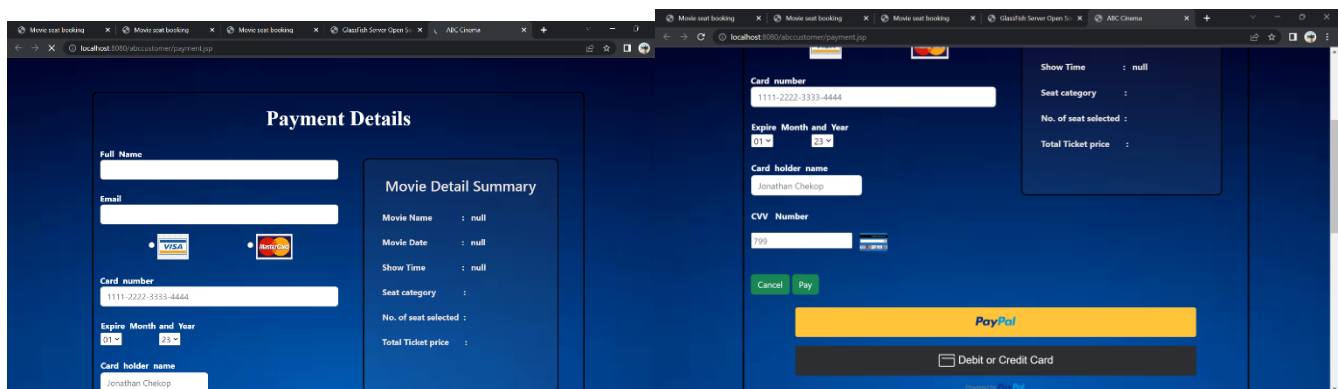 Movie seat booking
Movie seat booking
Movie seat booking
GlassFish Server Open So
ABC Cinema
localhost:8080/abccustomer/payment.jsp
Payment Details
Full Name
Email
VISA
MasterCard
Card number
1111-2222-3333-4444
Expire Month and Year
01
23
Card holder name
Jonathan Chekop
Movie Detail Summary
Movie Name : null
Movie Date : null
Show Time : null
Seat category :
No. of seat selected :
Total Ticket price :
Movie seat booking
Movie seat booking
Movie seat booking
GlassFish Server Open So
ABC Cinema
localhost:8080/abccustomer/payment.jsp
Card number
1111-2222-3333-4444
Expire Month and Year
01
23
Card holder name
Jonathan Chekop
CVV Number
799
Cancel
Pay
Show Time : null
Seat category :
No. of seat selected :
Total Ticket price :
PayPal
Debit or Credit Card
Powered by PayPal